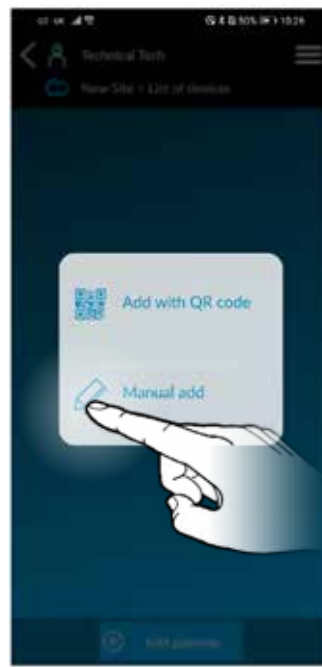 Technical Tech
New Site > List of devices
Add with QR code
Manual add
Add gateway